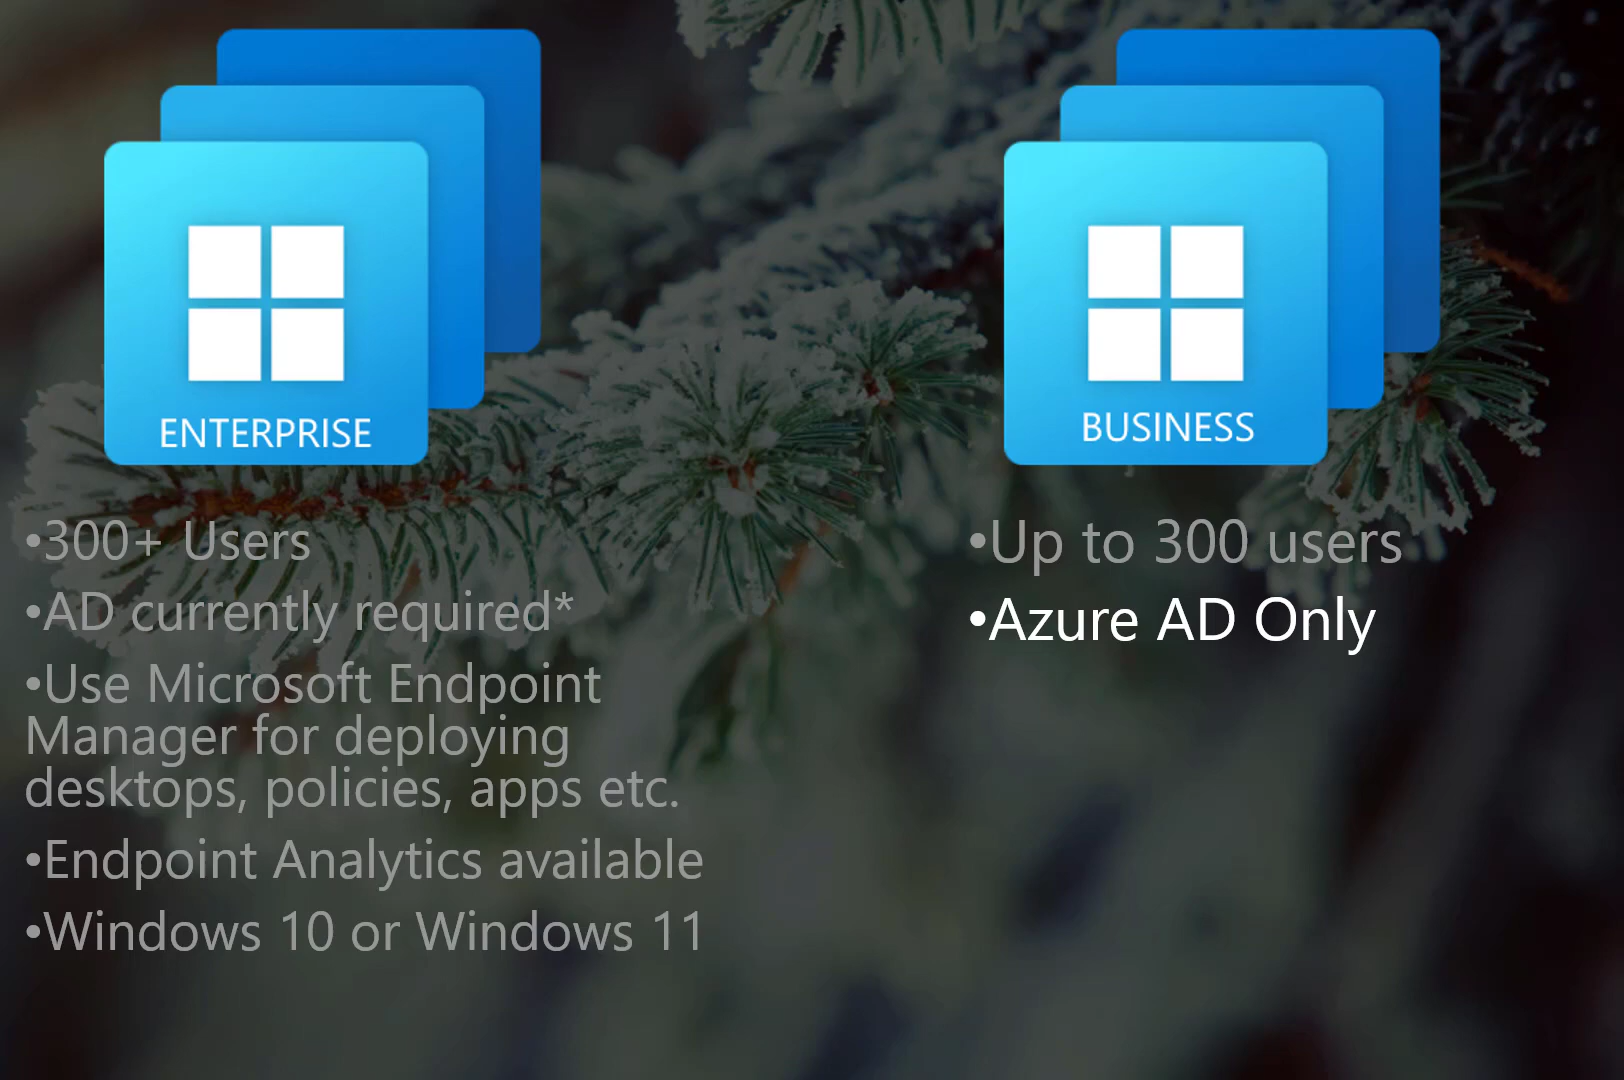 ENTERPRISE
•300+ Users
•AD currently required*
•Use Microsoft Endpoint
Manager for deploying
desktops, policies, apps etc.
•Endpoint Analytics available
•Windows 10 or Windows 11
BUSINESS
•Up to 300 users
•Azure AD Only